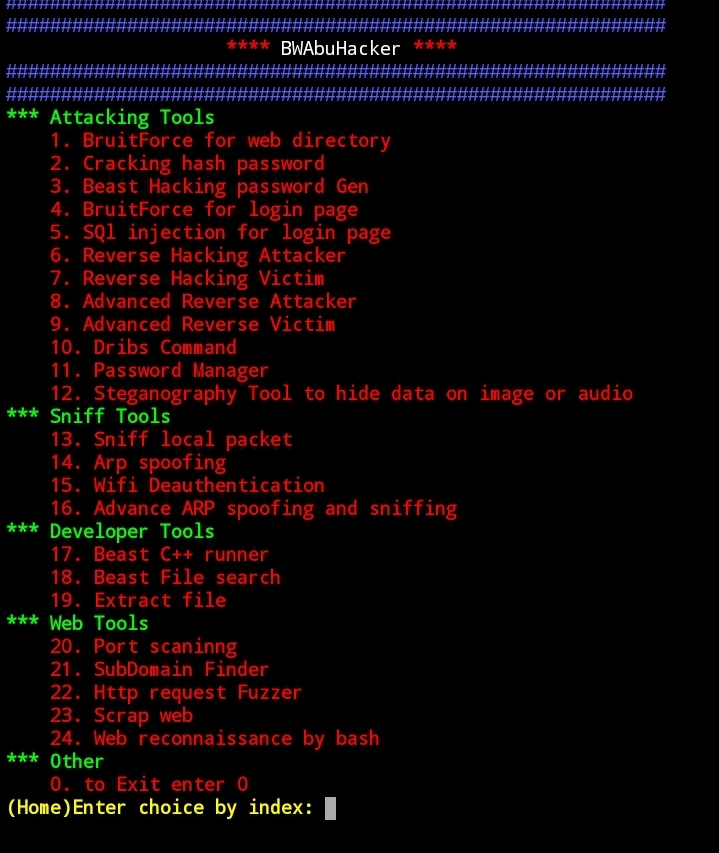 ############################################################
############################################################
**** BWAbuHacker ****
############################################################
############################################################
*** Attacking Tools
1. BruitForce for web directory
2. Cracking hash password
3. Beast Hacking password Gen
4. BruitForce for login page
5. SQl injection for login page
6. Reverse Hacking Attacker
7. Reverse Hacking Victim
8. Advanced Reverse Attacker
9. Advanced Reverse Victim
10. Dribs Command
11. Password Manager
12. Steganography Tool to hide data on image or audio
*** Sniff Tools
13. Sniff local packet
14. Arp spoofing
15. Wifi Deauthentication
16. Advance ARP spoofing and sniffing
*** Developer Tools
17. Beast C++ runner
18. Beast File search
19. Extract file
*** Web Tools
20. Port scaninng
21. SubDomain Finder
22. Http request Fuzzer
23. Scrap web
24. Web reconnaissance by bash
*** Other
0. to Exit enter 0
(Home)Enter choice by index: